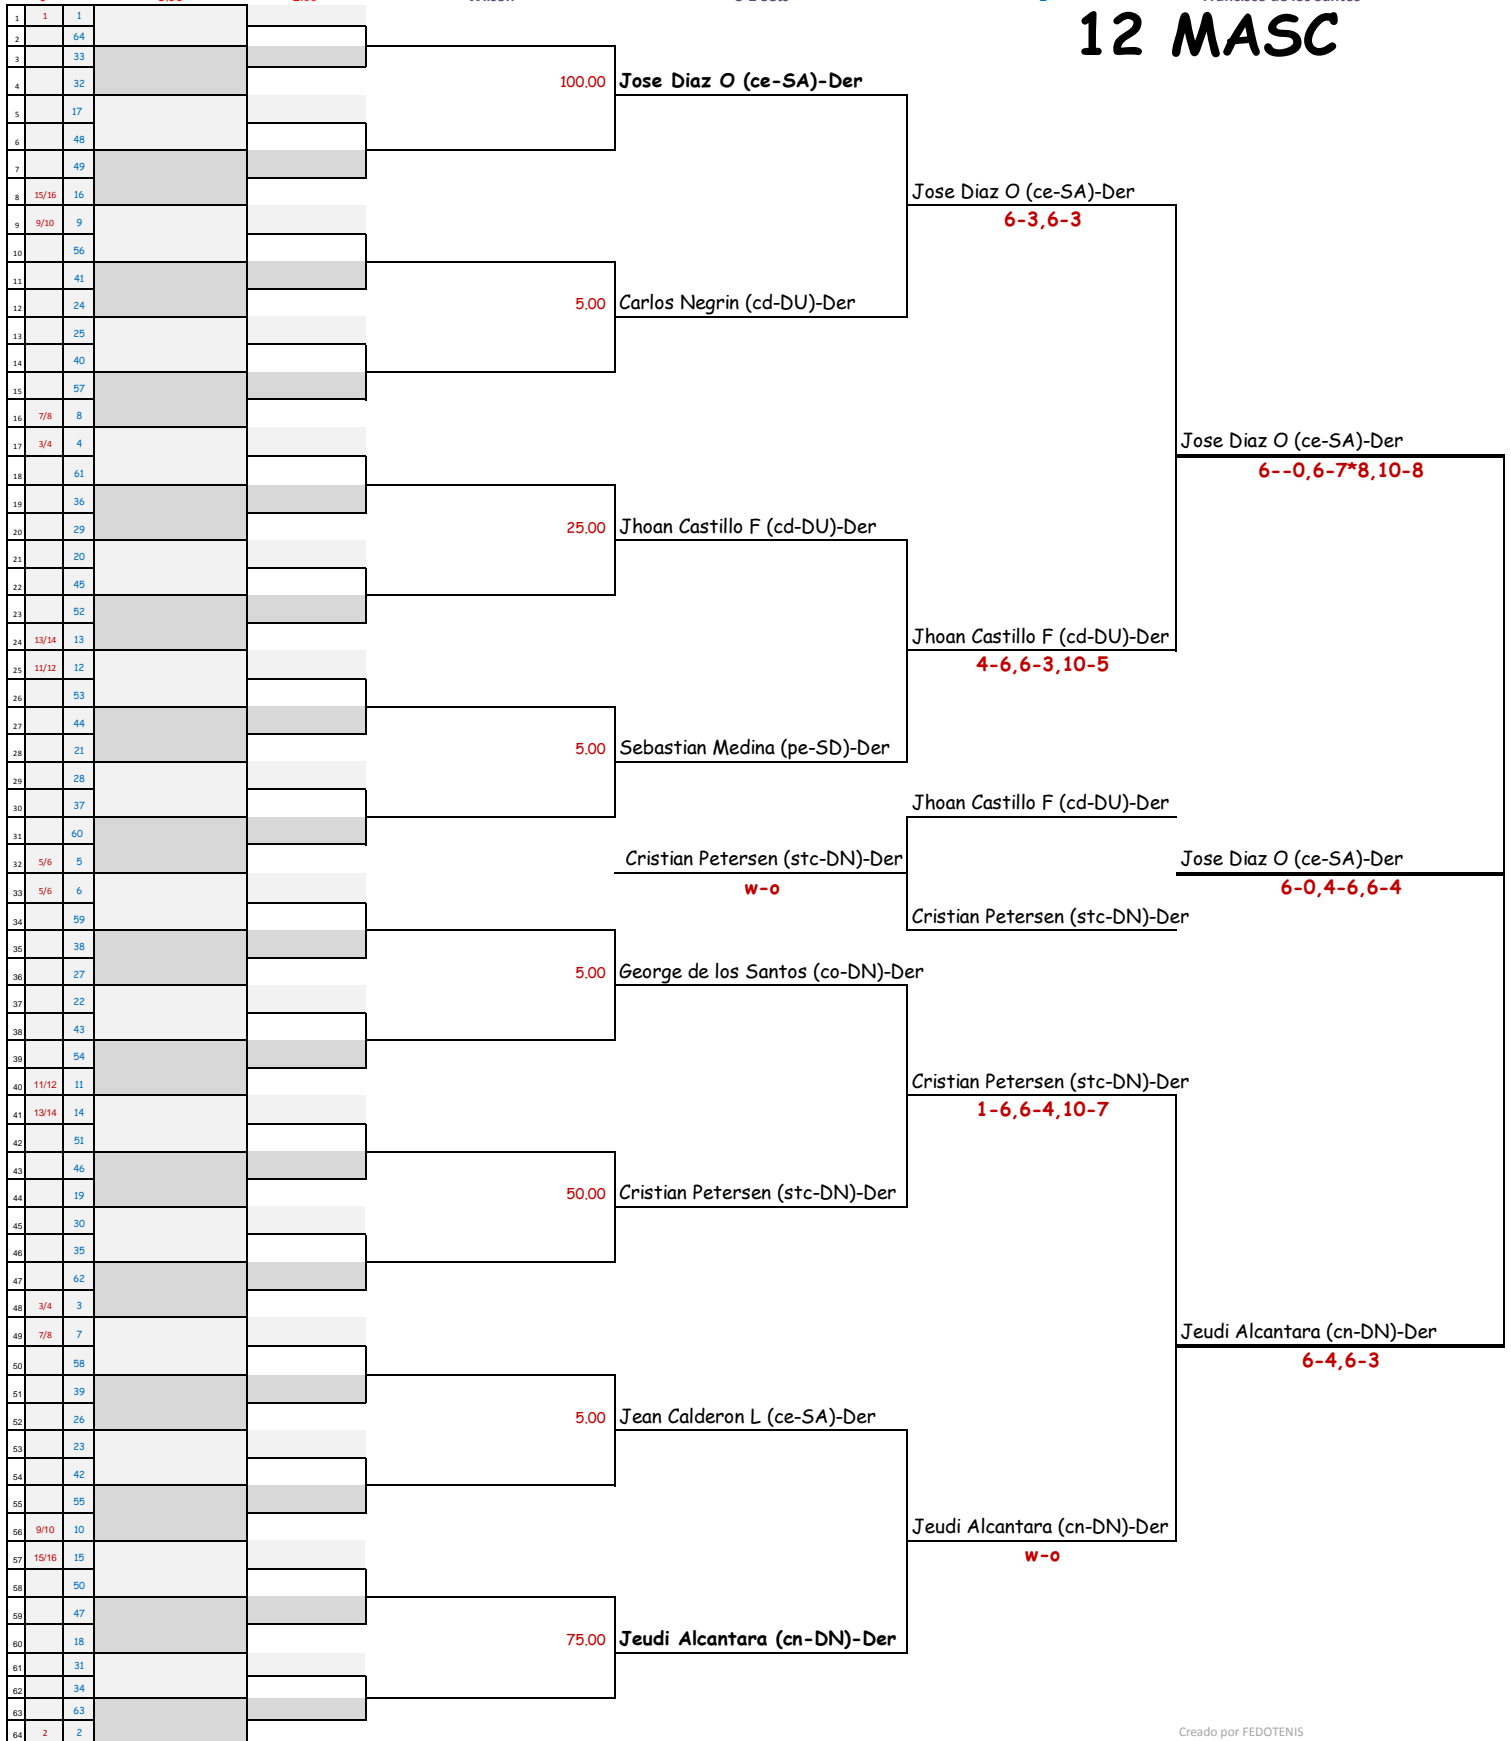 12 MASC
1 1 1
2 64
3 33
4 32
100.00 Jose Diaz O (ce-SA)-Der
5 17
6 48
7 49
8 15/16 16
Jose Diaz O (ce-SA)-Der
9 9/10 9
6-3,6-3
10 56
11 41
12 24
5.00 Carlos Negrin (cd-DU)-Der
13 25
14 40
15 57
16 7/8 8
17 3/4 4
Jose Diaz O (ce-SA)-Der
18 61
6--0,6-7*8,10-8
19 36
20 29
25.00 Jhoan Castillo F (cd-DU)-Der
21 20
22 45
23 52
24 13/14 13
Jhoan Castillo F (cd-DU)-Der
25 11/12 12
4-6,6-3,10-5
26 53
27 44
28 21
5.00 Sebastian Medina (pe-SD)-Der
29 28
30 37
Jhoan Castillo F (cd-DU)-Der
31 60
32 5/6 5
Cristian Petersen (stc-DN)-Der
Jose Diaz O (ce-SA)-Der
33 5/6 6
w-o
6-0,4-6,6-4
34 59
Cristian Petersen (stc-DN)-Der
35 38
36 27
5.00 George de los Santos (co-DN)-Der
37 22
38 43
39 54
40 11/12 11
Cristian Petersen (stc-DN)-Der
41 13/14 14
1-6,6-4,10-7
42 51
43 46
44 19
50.00 Cristian Petersen (stc-DN)-Der
45 30
46 35
47 62
48 3/4 3
49 7/8 7
Jeudi Alcantara (cn-DN)-Der
50 58
6-4,6-3
51 39
52 26
5.00 Jean Calderon L (ce-SA)-Der
53 23
54 42
55 55
56 9/10 10
Jeudi Alcantara (cn-DN)-Der
57 15/16 15
w-o
58 50
59 47
60 18
75.00 Jeudi Alcantara (cn-DN)-Der
61 31
62 34
63 63
64 2 2
Creado por FEDOTENIS